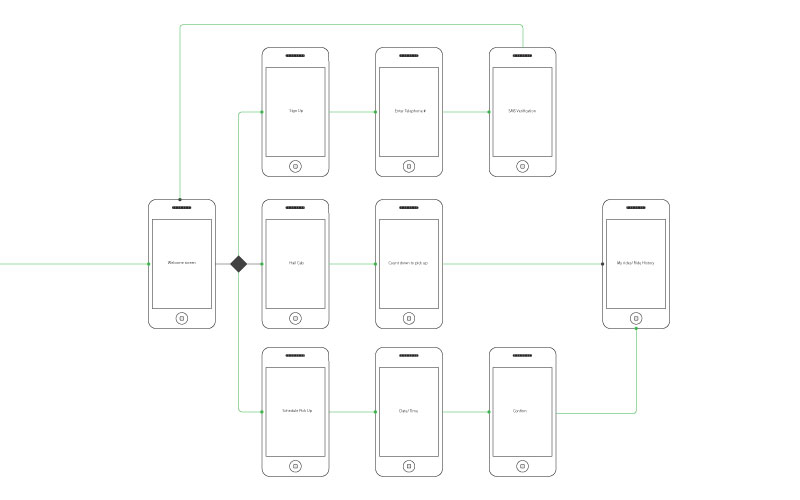 Sign Up
Enter Telephone #
SMS Verification
Welcome screen
Hail Cab
Count down to pick up
My rides/ Ride History
Schedule Pick Up
Date/ Time
Confirm